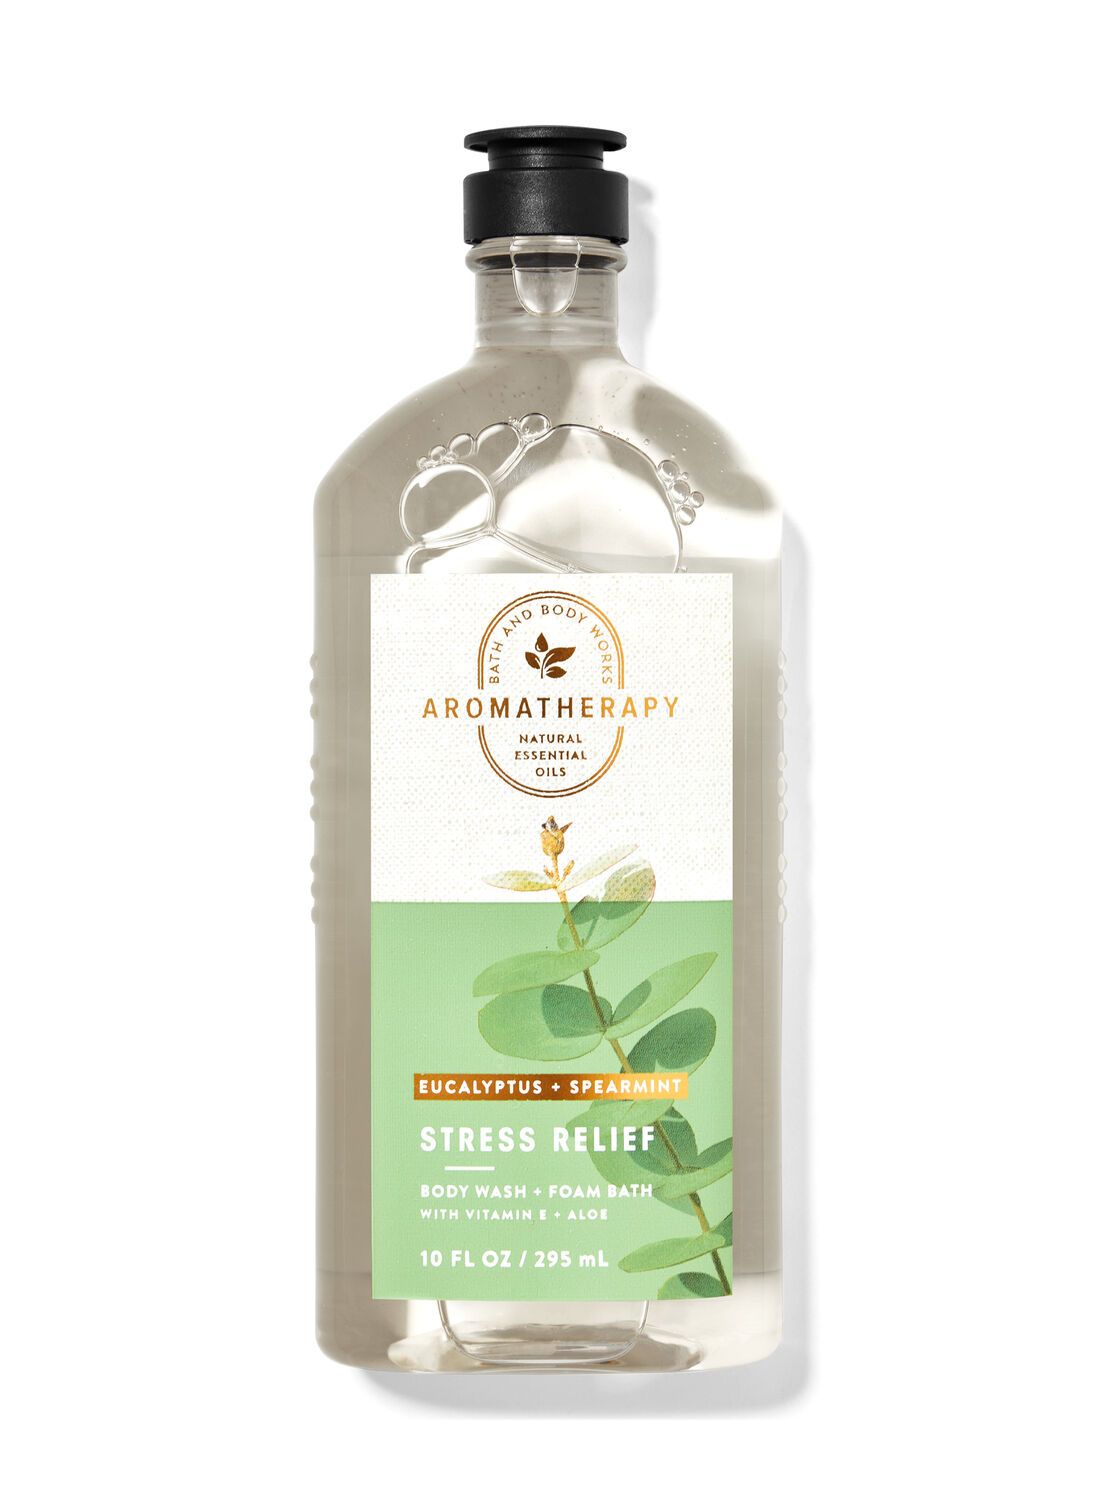 BATH AND BODY WORKS
AROMATHERAPY
NATURAL
ESSENTIAL
OILS
EUCALYPTUS + SPEARMINT
STRESS RELIEF
BODY WASH + FOAM BATH
WITH VITAMIN E + ALOE
10 FL OZ / 295 mL